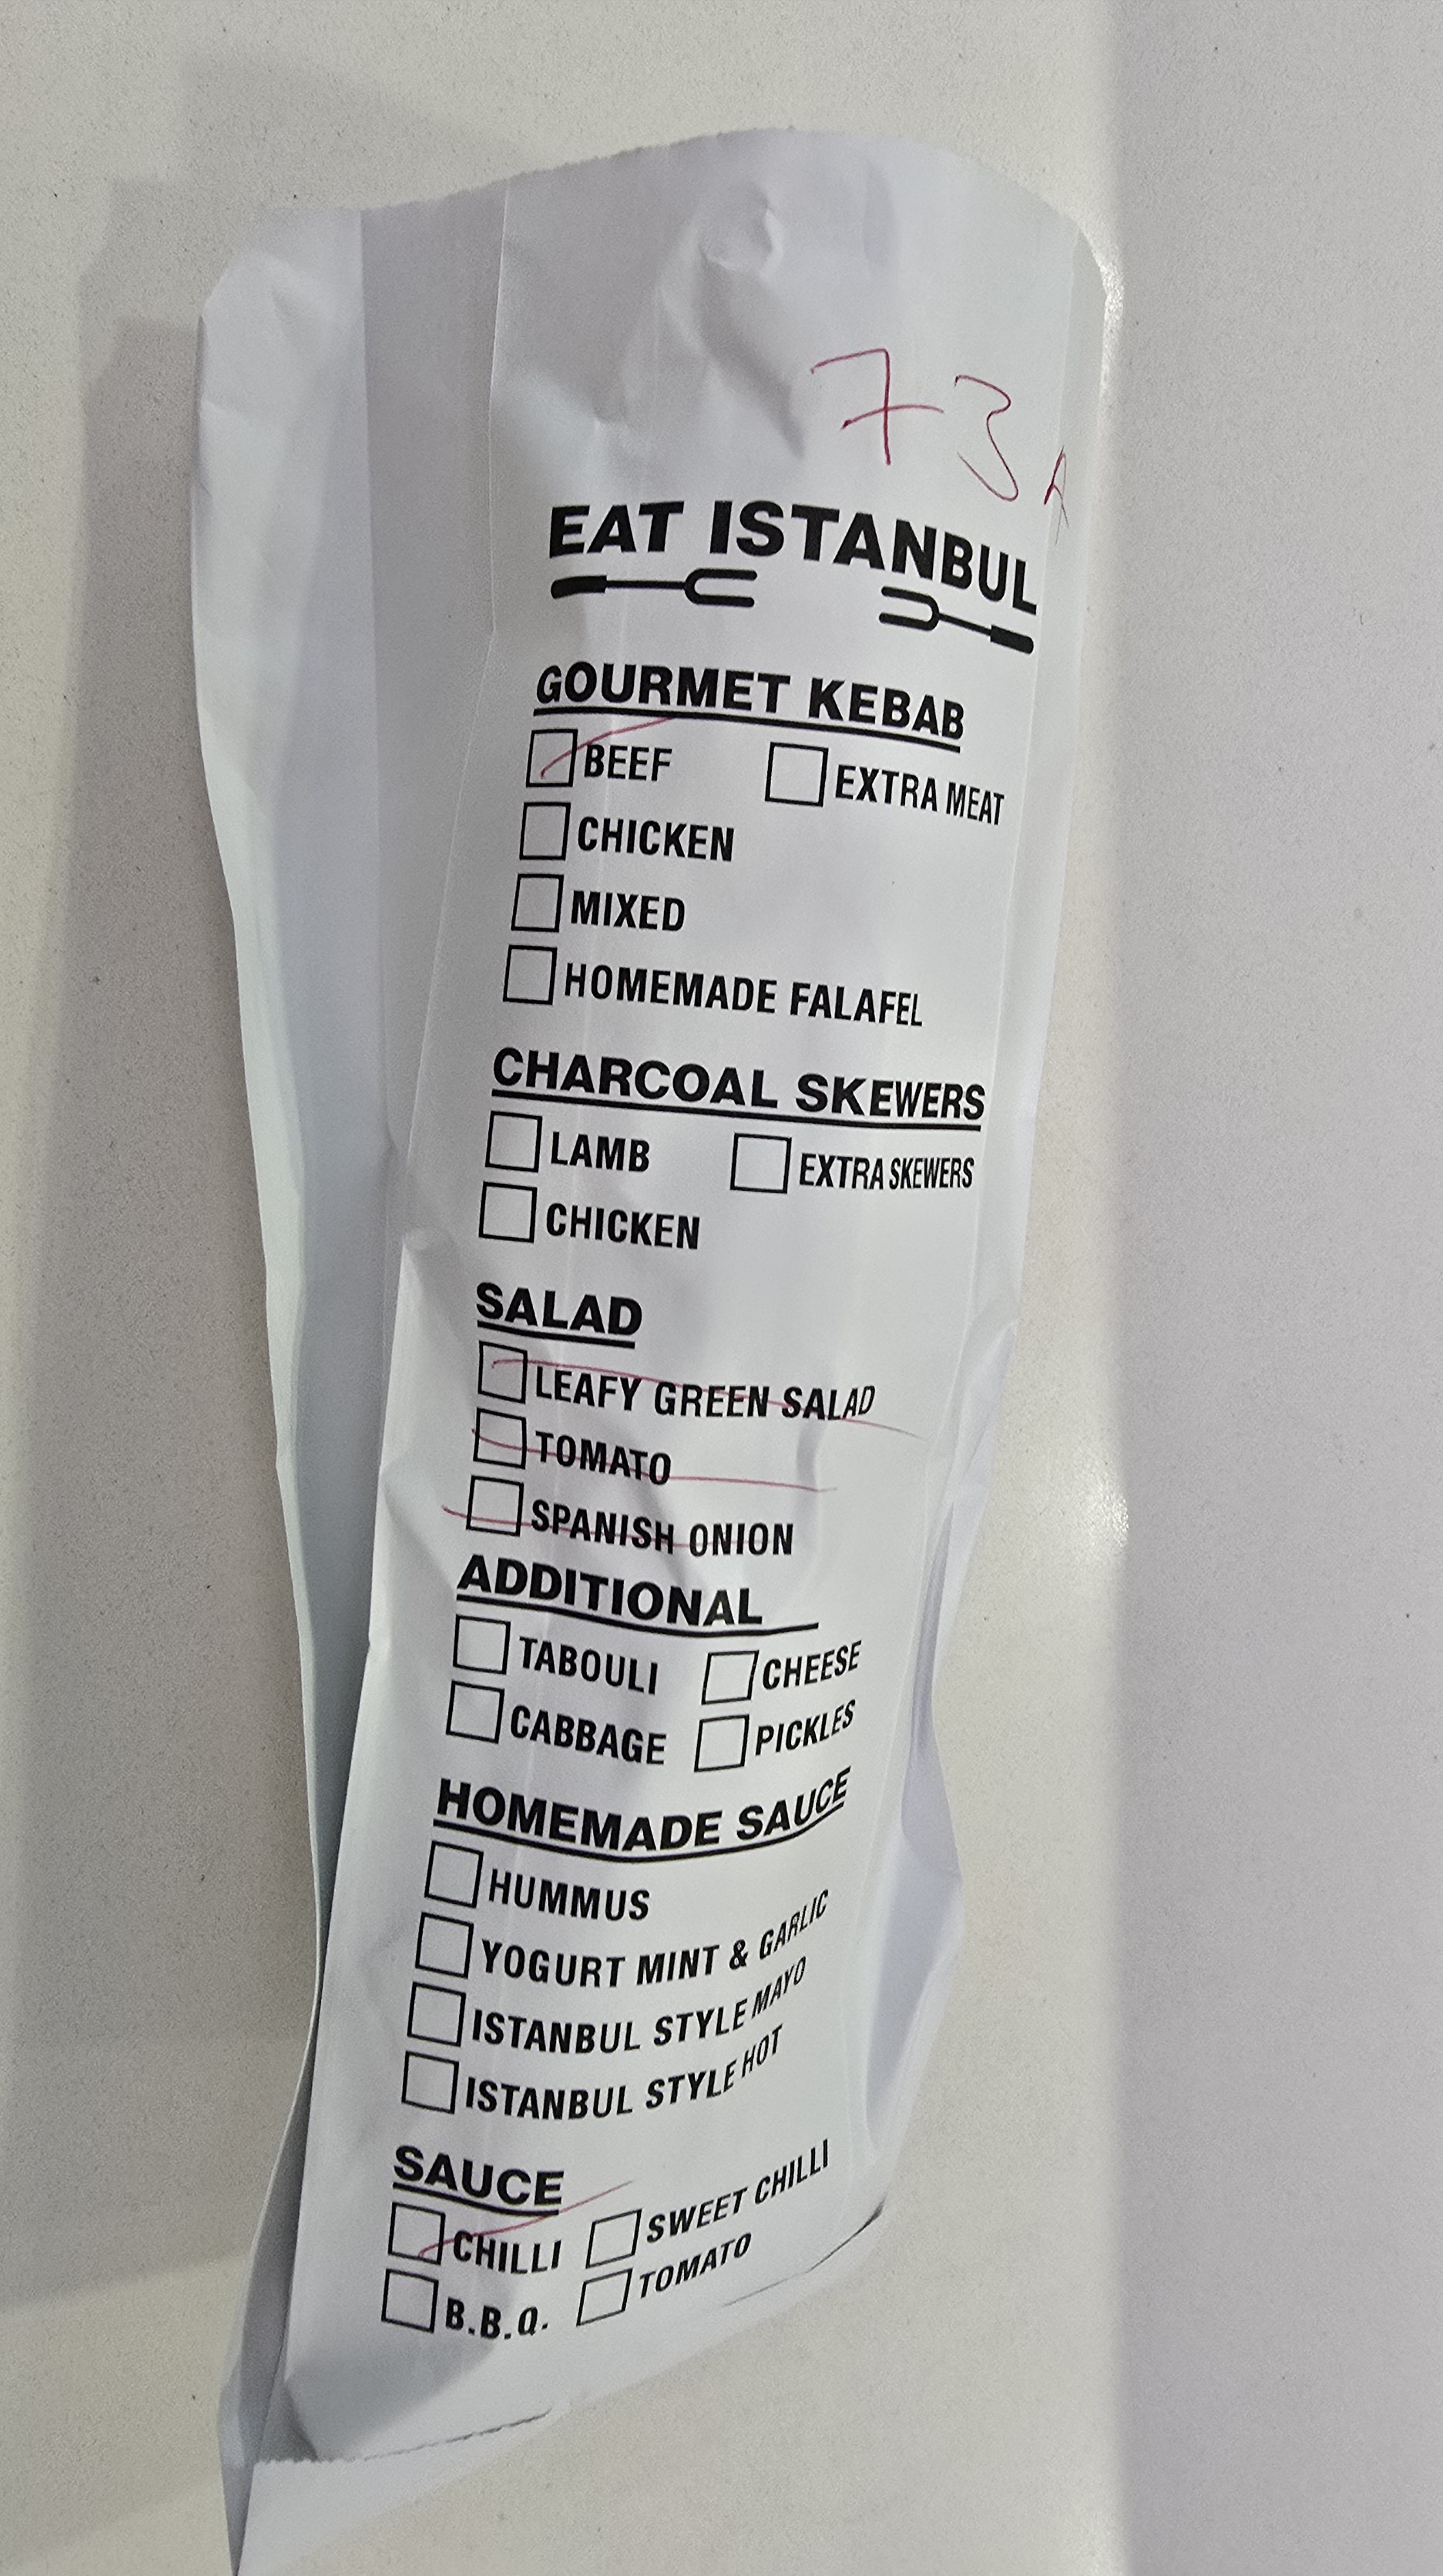 73A
EAT ISTANBUL
GOURMET KEBAB
BEEF EXTRA MEAT
CHICKEN
MIXED
HOMEMADE FALAFEL
CHARCOAL SKEWERS
LAMB EXTRA SKEWERS
CHICKEN
SALAD
LEAFY GREEN SALAD
TOMATO
SPANISH ONION
ADDITIONAL
TABOULI CHEESE
CABBAGE PICKLES
HOMEMADE SAUCE
HUMMUS
YOGURT MINT & GARLIC
ISTANBUL STYLE MAYO
ISTANBUL STYLE HOT
SAUCE
CHILLI SWEET CHILLI
B.B.Q. TOMATO